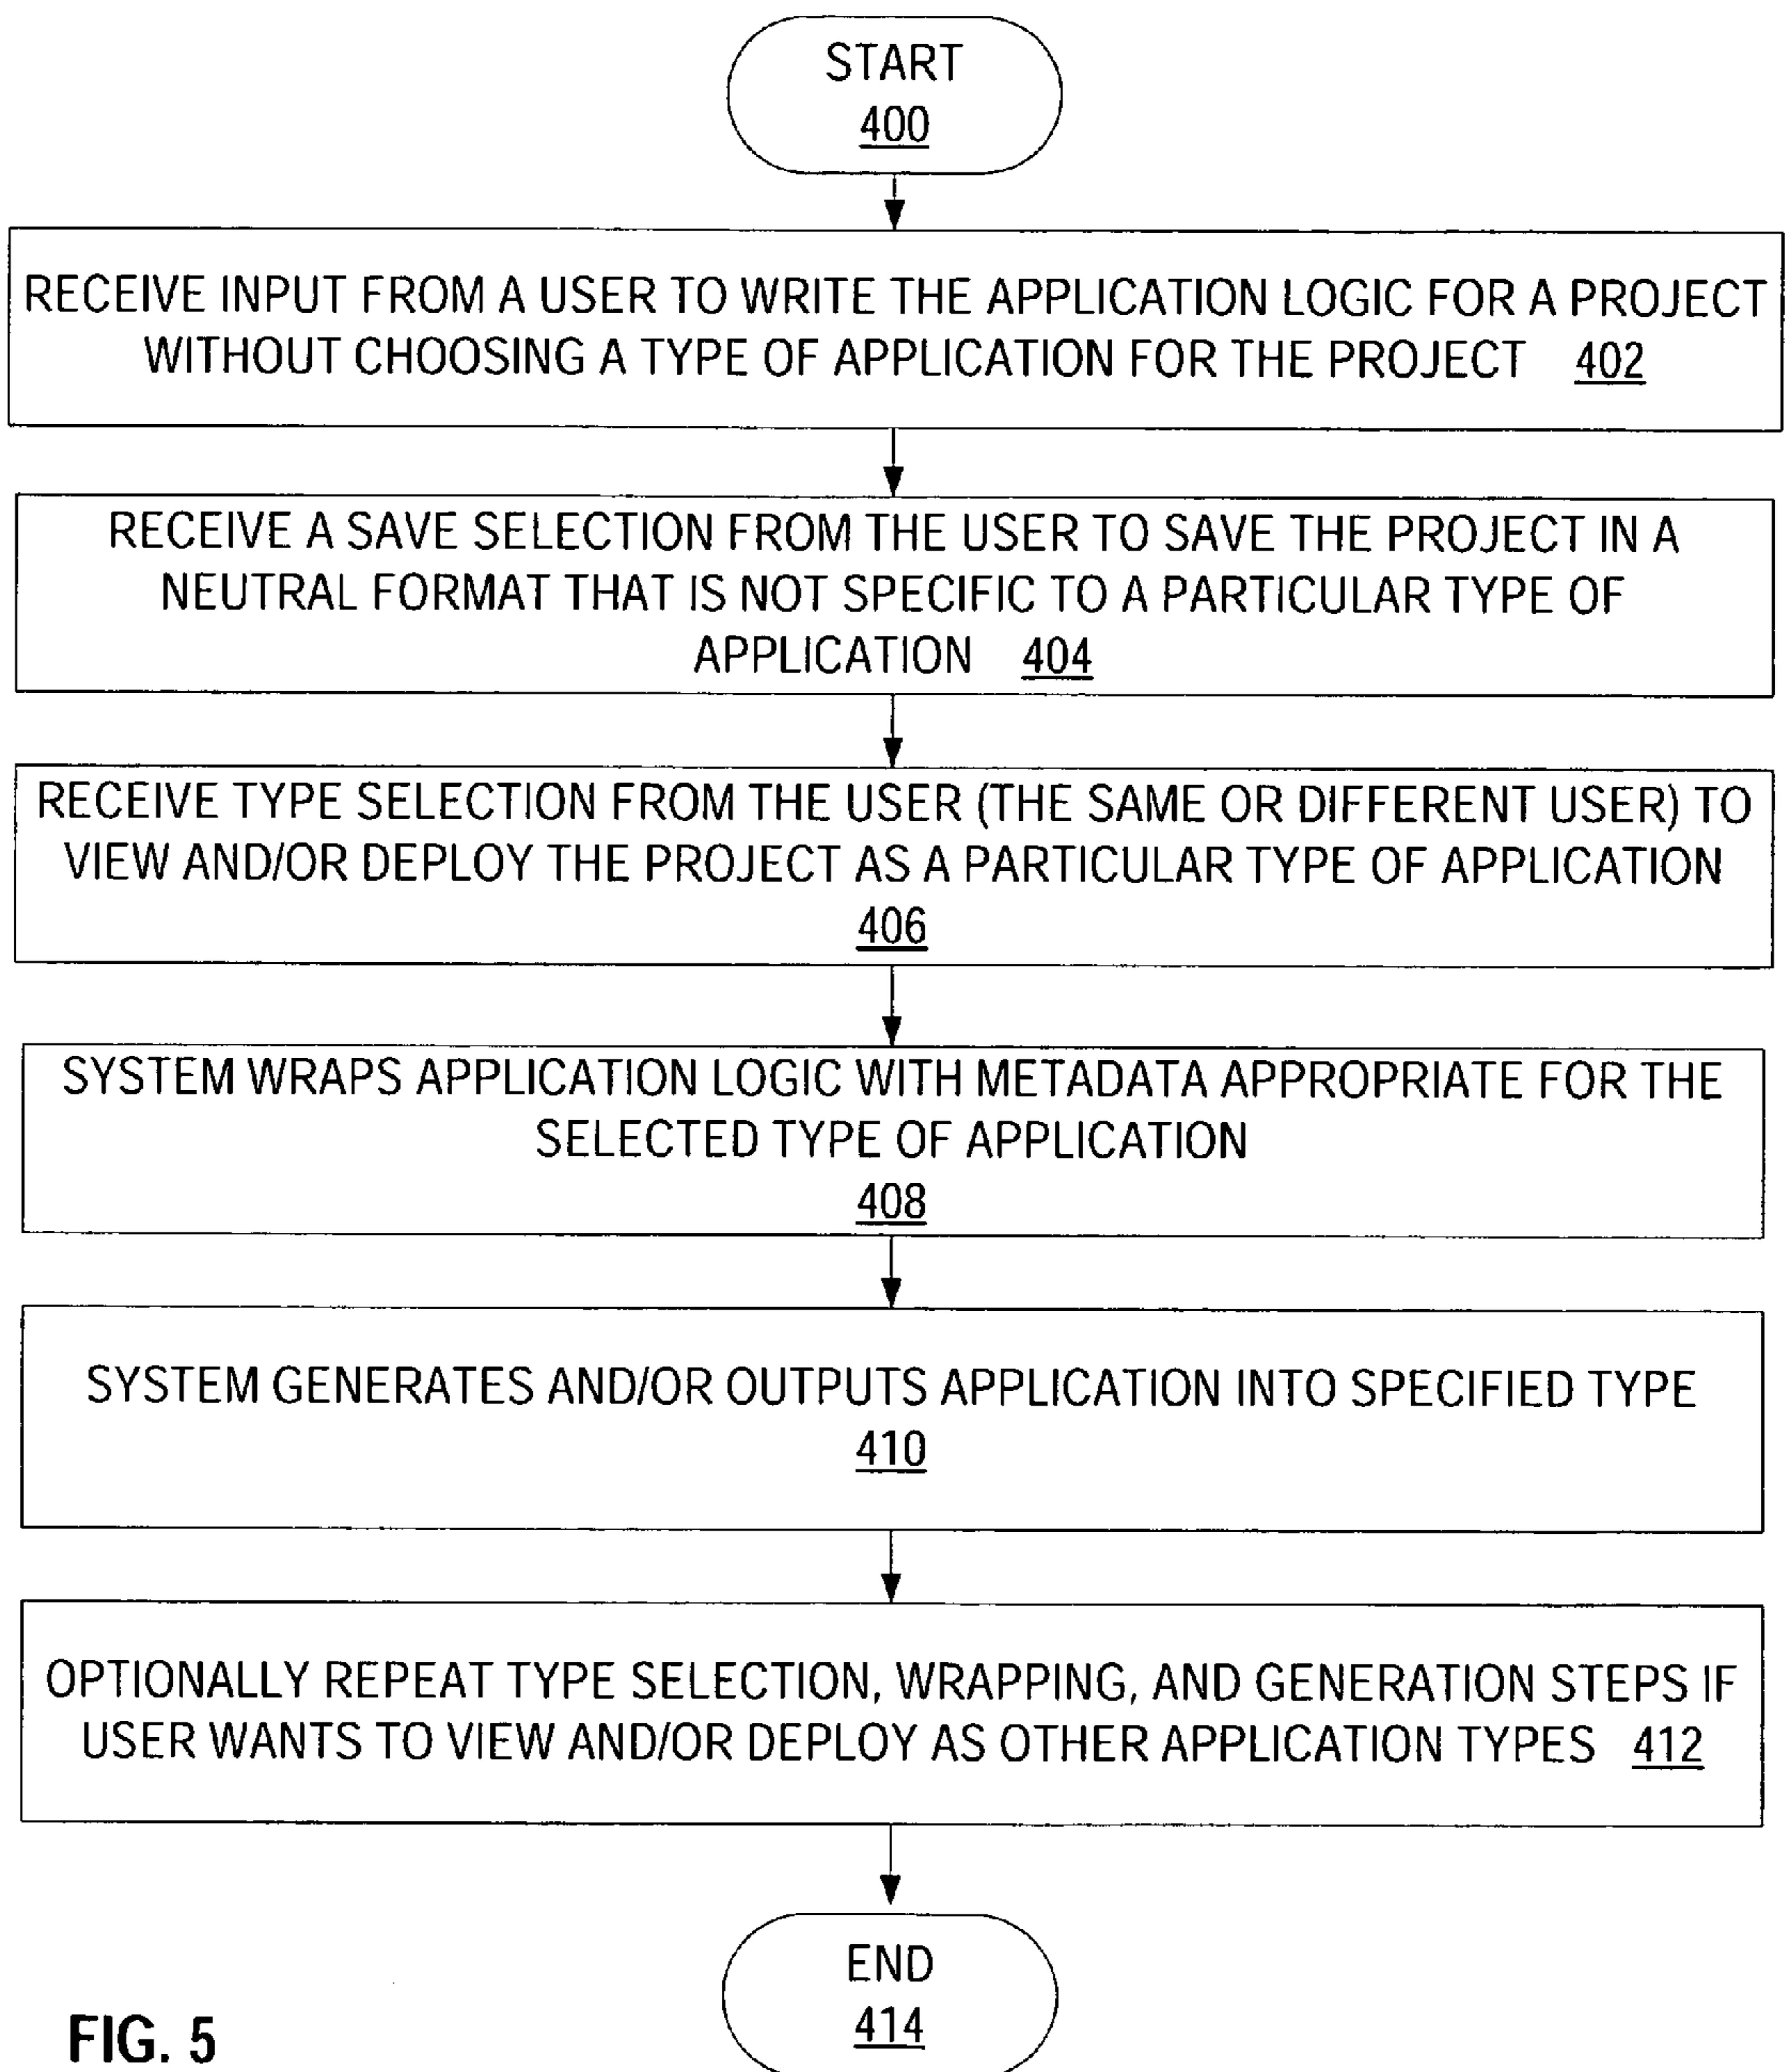 START
400
RECEIVE INPUT FROM A USER TO WRITE THE APPLICATION LOGIC FOR A PROJECT
WITHOUT CHOOSING A TYPE OF APPLICATION FOR THE PROJECT 402
RECEIVE A SAVE SELECTION FROM THE USER TO SAVE THE PROJECT IN A
NEUTRAL FORMAT THAT IS NOT SPECIFIC TO A PARTICULAR TYPE OF
APPLICATION 404
RECEIVE TYPE SELECTION FROM THE USER (THE SAME OR DIFFERENT USER) TO
VIEW AND/OR DEPLOY THE PROJECT AS A PARTICULAR TYPE OF APPLICATION
406
SYSTEM WRAPS APPLICATION LOGIC WITH METADATA APPROPRIATE FOR THE
SELECTED TYPE OF APPLICATION
408
SYSTEM GENERATES AND/OR OUTPUTS APPLICATION INTO SPECIFIED TYPE
410
OPTIONALLY REPEAT TYPE SELECTION, WRAPPING, AND GENERATION STEPS IF
USER WANTS TO VIEW AND/OR DEPLOY AS OTHER APPLICATION TYPES 412
END
414
FIG. 5